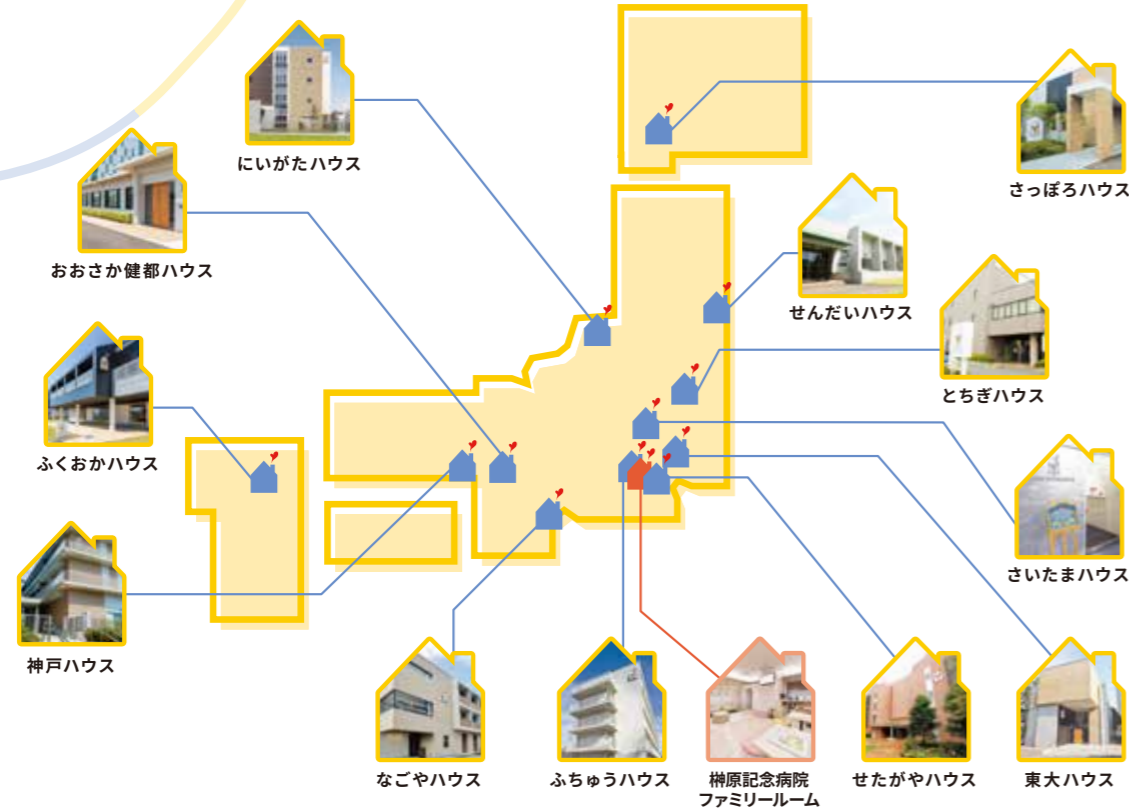 にいがたハウス
さっぽろハウス
おおさか健都ハウス
せんだいハウス
とちぎハウス
ふくおかハウス
さいたまハウス
神戸ハウス
なごやハウス
ふちゅうハウス
榊原記念病院
ファミリールーム
せたがやハウス
東大ハウス